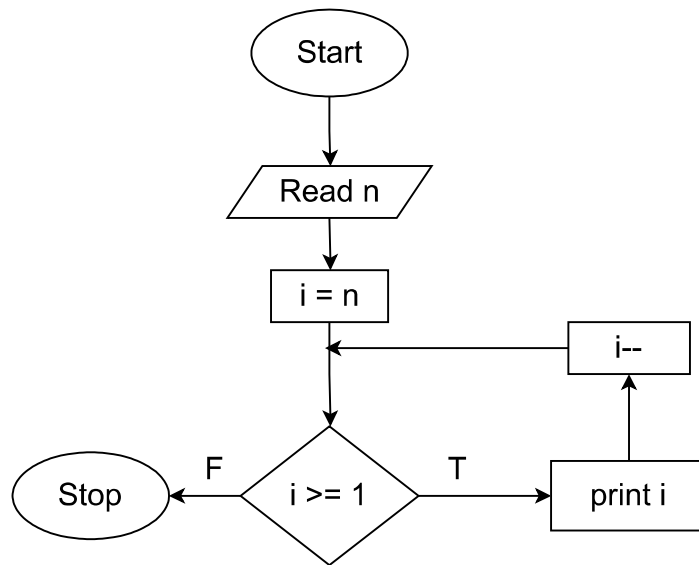 Start
Read n
i = n
i--
F
T
Stop
i >= 1
print i